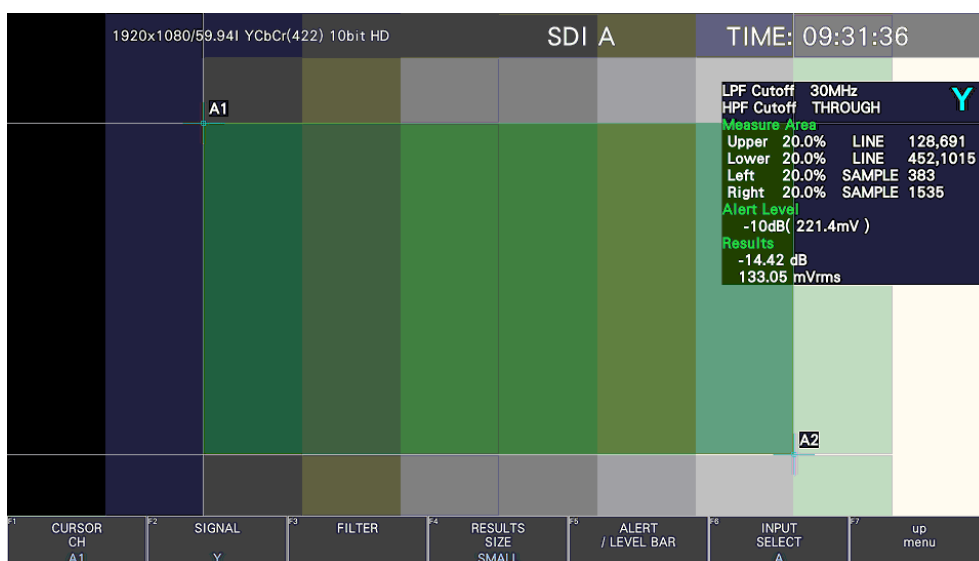 1920x1080/59.94I YCbCr(422) 10bit HD SDI A TIME: 09:31:36
A1
LPF Cutoff 30MHz Y
HPF Cutoff THROUGH
Measure Area
Upper 20.0% LINE 128,691
Lower 20.0% LINE 452,1015
Left 20.0% SAMPLE 383
Right 20.0% SAMPLE 1535
Alert Level
-10dB( 221.4mV )
Results
-14.42 dB
133.05 mVrms
A2
F1 CURSOR CH A1
F2 SIGNAL Y
F3 FILTER
F4 RESULTS SIZE SMALL
F5 ALERT / LEVEL BAR
F6 INPUT SELECT A
F7 up menu